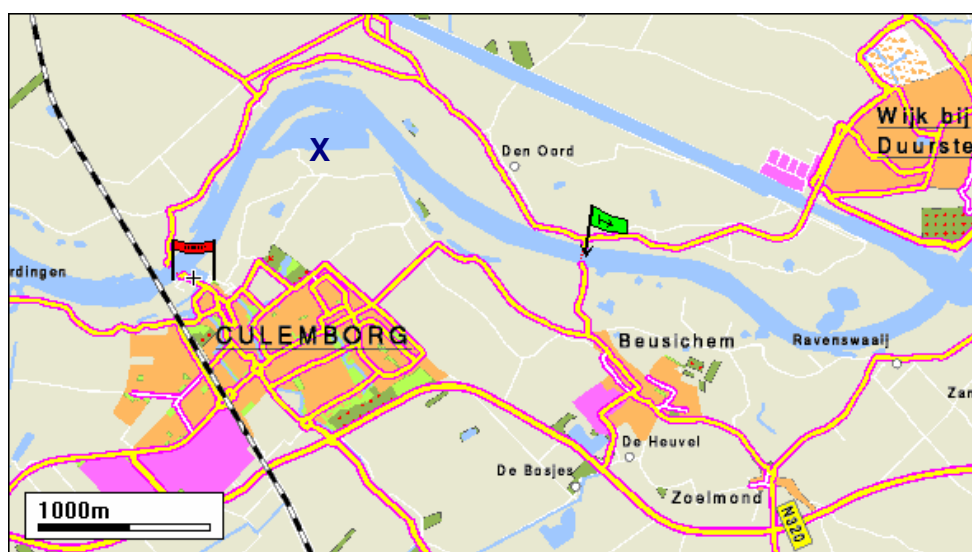 Wijk bij
Duurste
X
Den Oord
rdingen
CULEMBORG
Beusichem
Ravenswaaij
Zan
De Heuvel
De Bosjes
Zoelmond
1000m
N320